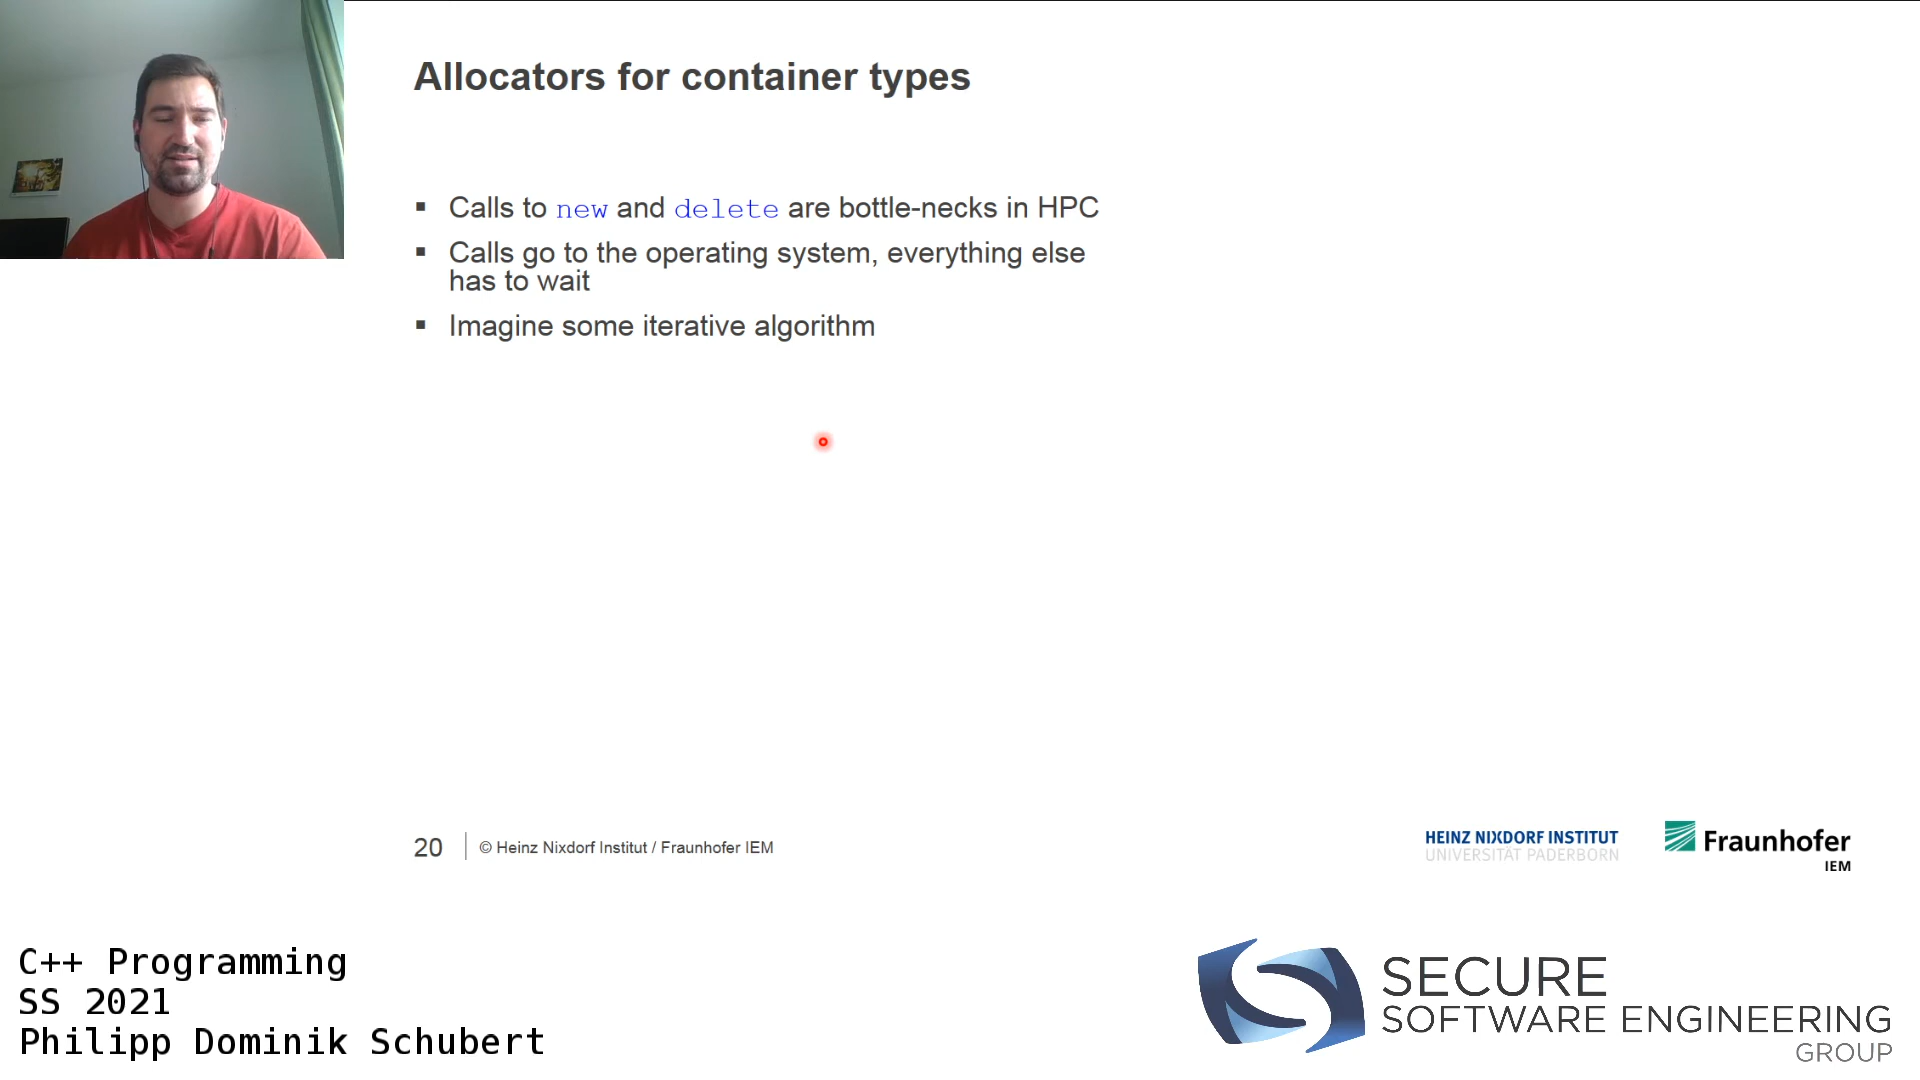 Allocators for container types
▪ Calls to new and delete are bottle-necks in HPC
▪ Calls go to the operating system, everything else
has to wait
▪ Imagine some iterative algorithm
20 © Heinz Nixdorf Institut / Fraunhofer IEM
HEINZ NIXDORF INSTITUT
UNIVERSITÄT PADERBORN
Fraunhofer
IEM
C++ Programming
SS 2021
Philipp Dominik Schubert
SECURE
SOFTWARE ENGINEERING
GROUP